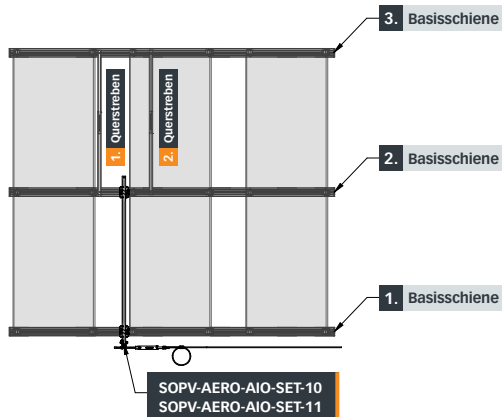 3. Basisschiene
1. Querstreben
2. Querstreben
2. Basisschiene
1. Basisschiene
SOPV-AERO-AIO-SET-10
SOPV-AERO-AIO-SET-11